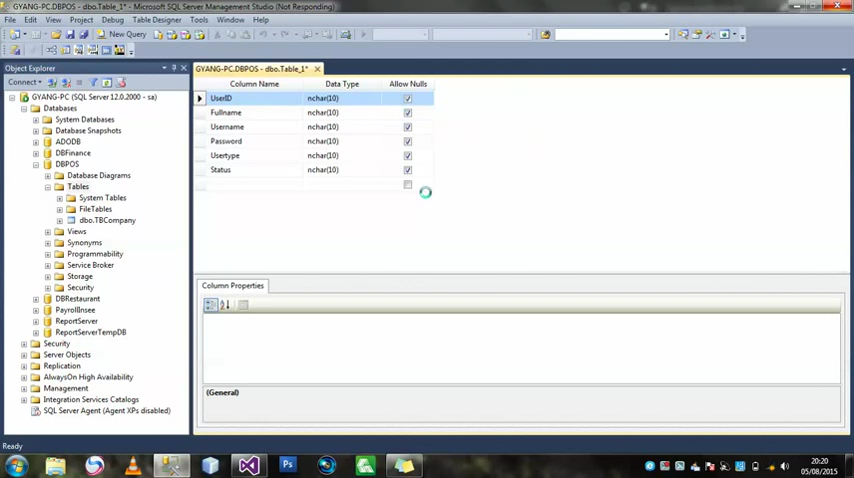 GYANG-PC.DBPOS - dbo.Table_1* - Microsoft SQL Server Management Studio (Not Responding)
File Edit View Project Debug Table Designer Tools Window Help
New Query
Object Explorer
Connect
GYANG-PC (SQL Server 12.0.2000 - sa)
Databases
System Databases
Database Snapshots
ADODB
DBFinance
DBPOS
Database Diagrams
Tables
System Tables
FileTables
dbo.TBCompany
Views
Synonyms
Programmability
Service Broker
Storage
Security
DBRestaurant
PayrollInsee
ReportServer
ReportServerTempDB
Security
Server Objects
Replication
AlwaysOn High Availability
Management
Integration Services Catalogs
SQL Server Agent (Agent XPs disabled)
GYANG-PC.DBPOS - dbo.Table_1*
Column Name Data Type Allow Nulls
UserID nchar(10)
Fullname nchar(10)
Username nchar(10)
Password nchar(10)
Usertype nchar(10)
Status nchar(10)
Column Properties
(General)
Ready
Ps
20:20
05/08/2015